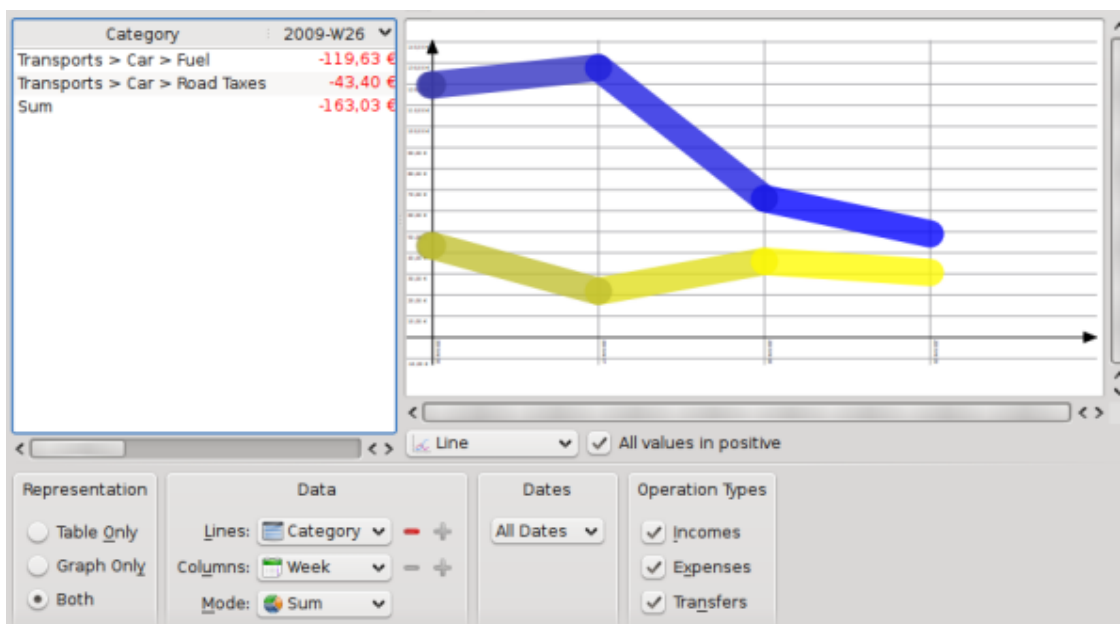 Category 2009-W26
Transports > Car > Fuel -119,63 €
Transports > Car > Road Taxes -43,40 €
Sum -163,03 €
Line
All values in positive
Representation
Table Only
Graph Only
Both
Data
Lines: Category
Columns: Week
Mode: Sum
Dates
All Dates
Operation Types
Incomes
Expenses
Transfers